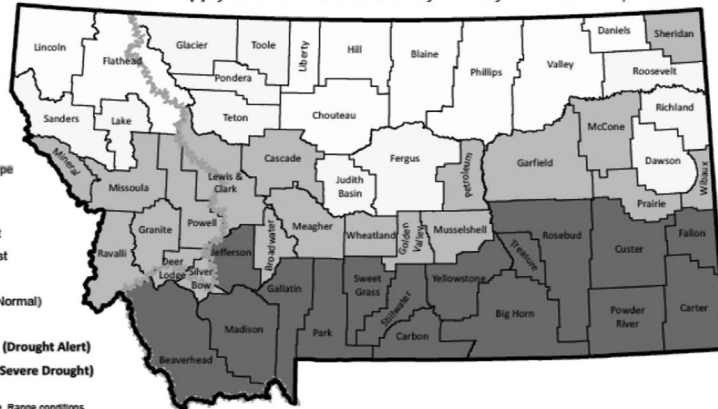 Daniels
Sheridan
Lincoln
Flathead
Glacier
Toole
Liberty
Hill
Blaine
Phillips
Valley
Roosevelt
Pondera
Richland
Teton
Chouteau
Sanders
Lake
McCone
Dawson
Wibaux
Mineral
Missoula
Lewis &
Clark
Cascade
Judith
Basin
Fergus
Petroleum
Garfield
Prairie
Powell
Granite
Ravalli
Meagher
Broadwater
Wheatland
Golden
Valley
Musselshell
Treasure
Rosebud
Custer
Fallon
Jefferson
Deer
Lodge
Silver
Bow
Gallatin
Sweet
Grass
Stillwater
Yellowstone
Big Horn
Powder
River
Carter
Madison
Park
Carbon
Beaverhead
Normal)
(Drought Alert)
Severe Drought)
Range conditions